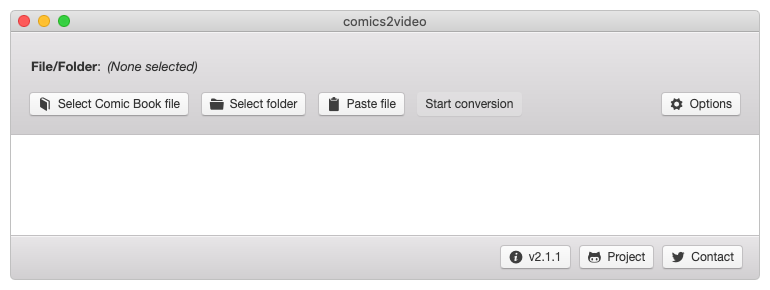 comics2video
File/Folder: (None selected)
Select Comic Book file Select folder Paste file Start conversion Options
v2.1.1 Project Contact